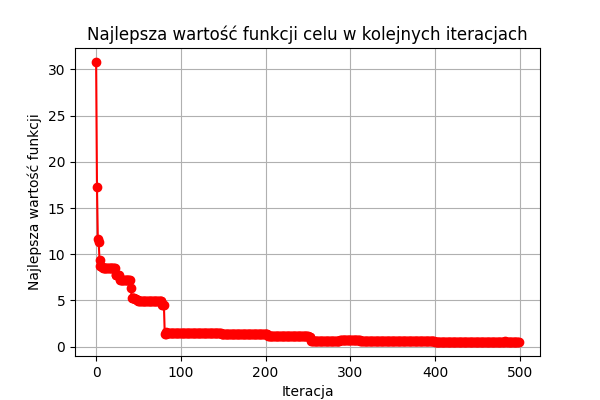 Najlepsza wartość funkcji celu w kolejnych iteracjach
Najlepsza wartość funkcji
30
25
20
15
10
5
0
0 100 200 300 400 500
Iteracja